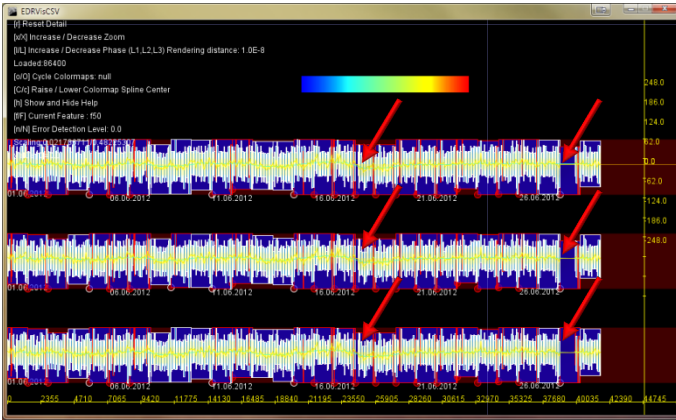 EDRVisCSV
[r] Reset Detail
[x/X] Increase / Decrease Zoom
[l/L] Increase / Decrease Phase (L1,L2,L3) Rendering distance: 1.0E-8
Loaded:86400
[o/O] Cycle Colormaps: null
[C/c] Raise / Lower Colormap Spline Center
[h] Show and Hide Help
[f/F] Current Feature : f50
[n/N] Error Detection Level: 0.0
248.0
186.0
124.0
62.0
0.0
-62.0
-124.0
-186.0
-248.0
01.06.2012 06.06.2012 11.06.2012 16.06.2012 21.06.2012 26.06.2012
01.06.2012 06.06.2012 11.06.2012 16.06.2012 21.06.2012 26.06.2012
01.06.2012 06.06.2012 11.06.2012 16.06.2012 21.06.2012 26.06.2012
0 2355 4710 7065 9420 11775 14130 16485 18840 21195 23550 25905 28260 30615 32970 35325 37680 40035 42390 44745